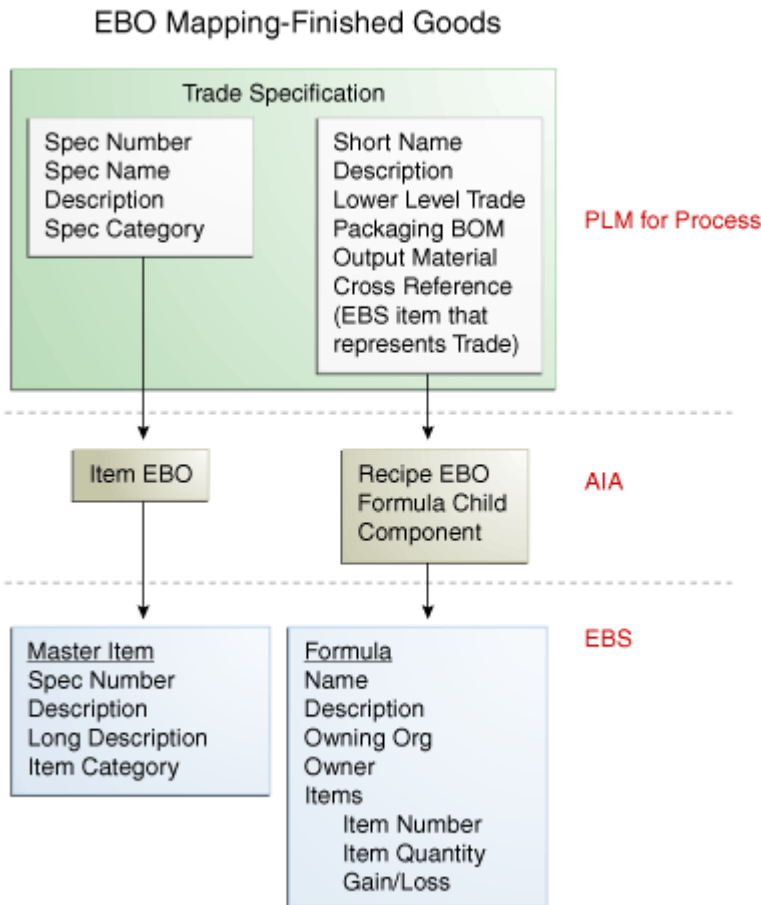 EBO Mapping-Finished Goods
Trade Specification
Spec Number
Spec Name
Description
Spec Category
Short Name
Description
Lower Level Trade
Packaging BOM
Output Material
Cross Reference
(EBS item that
represents Trade)
PLM for Process
Item EBO
Recipe EBO
Formula Child
Component
AIA
Master Item
Spec Number
Description
Long Description
Item Category
Formula
Name
Description
Owning Org
Owner
Items
Item Number
Item Quantity
Gain/Loss
EBS